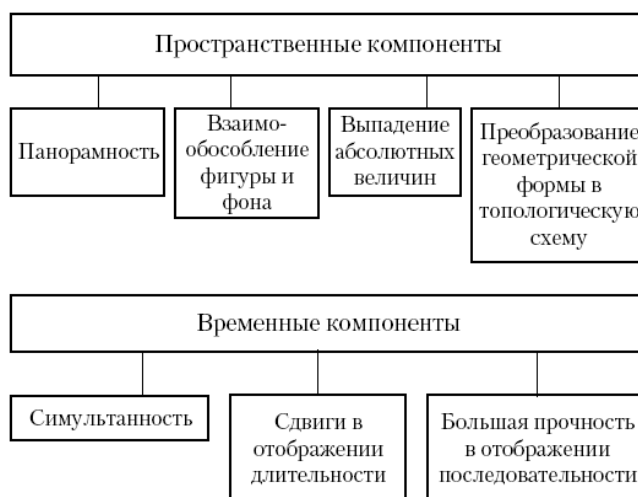 Пространственные компоненты
Панорамность
Взаимо-
обособление
фигуры и
фона
Выпадение
абсолютных
величин
Преобразование
геометрической
формы в
топологическую
схему
Временные компоненты
Симультанность
Сдвиги в
отображении
длительности
Большая прочность
в отображении
последовательности